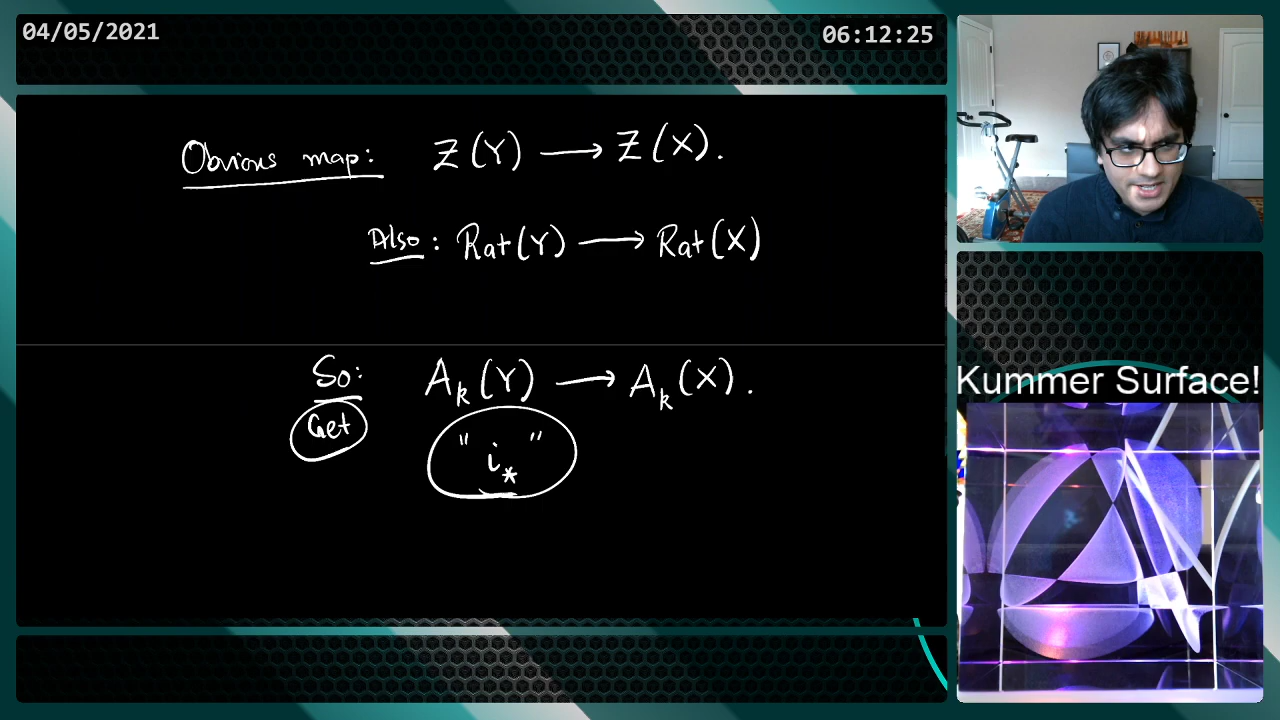 04/05/2021
06:12:25
Obvious map: Z(Y) → Z(X).
Also: Rat(Y) → Rat(X)
So: A_k(Y) → A_k(X).
Get "i_*"
Kummer Surface!